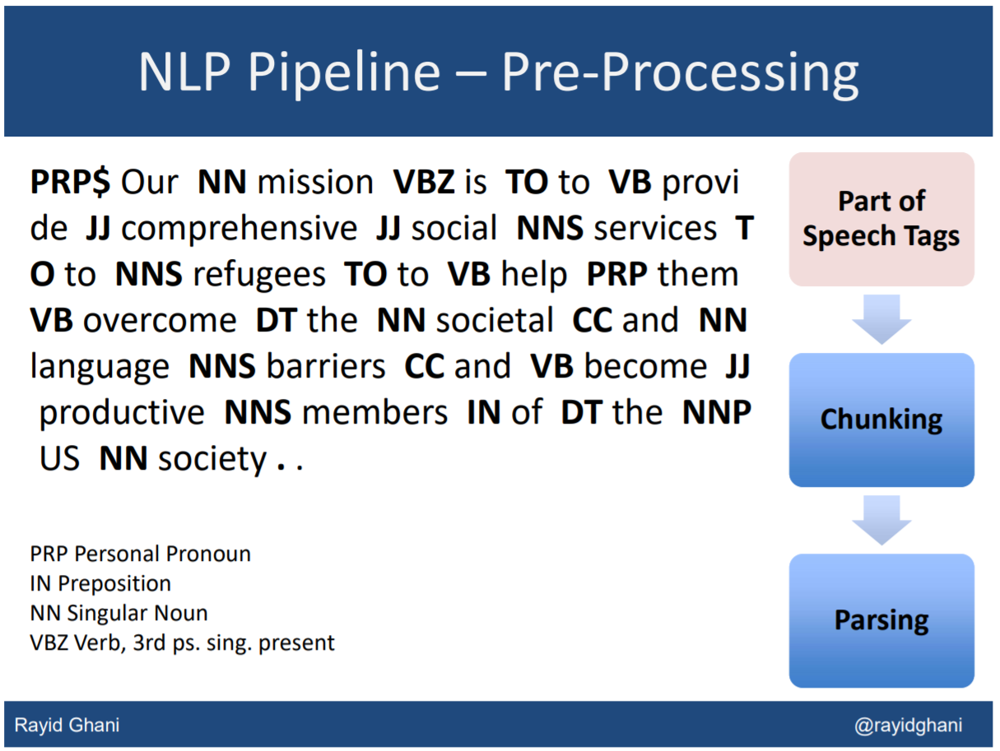 NLP Pipeline – Pre-Processing
PRP$ Our NN mission VBZ is TO to VB provi
de JJ comprehensive JJ social NNS services T
O to NNS refugees TO to VB help PRP them
VB overcome DT the NN societal CC and NN
language NNS barriers CC and VB become JJ
productive NNS members IN of DT the NNP
US NN society . .
PRP Personal Pronoun
IN Preposition
NN Singular Noun
VBZ Verb, 3rd ps. sing. present
Part of
Speech Tags
Chunking
Parsing
Rayid Ghani
@rayidghani